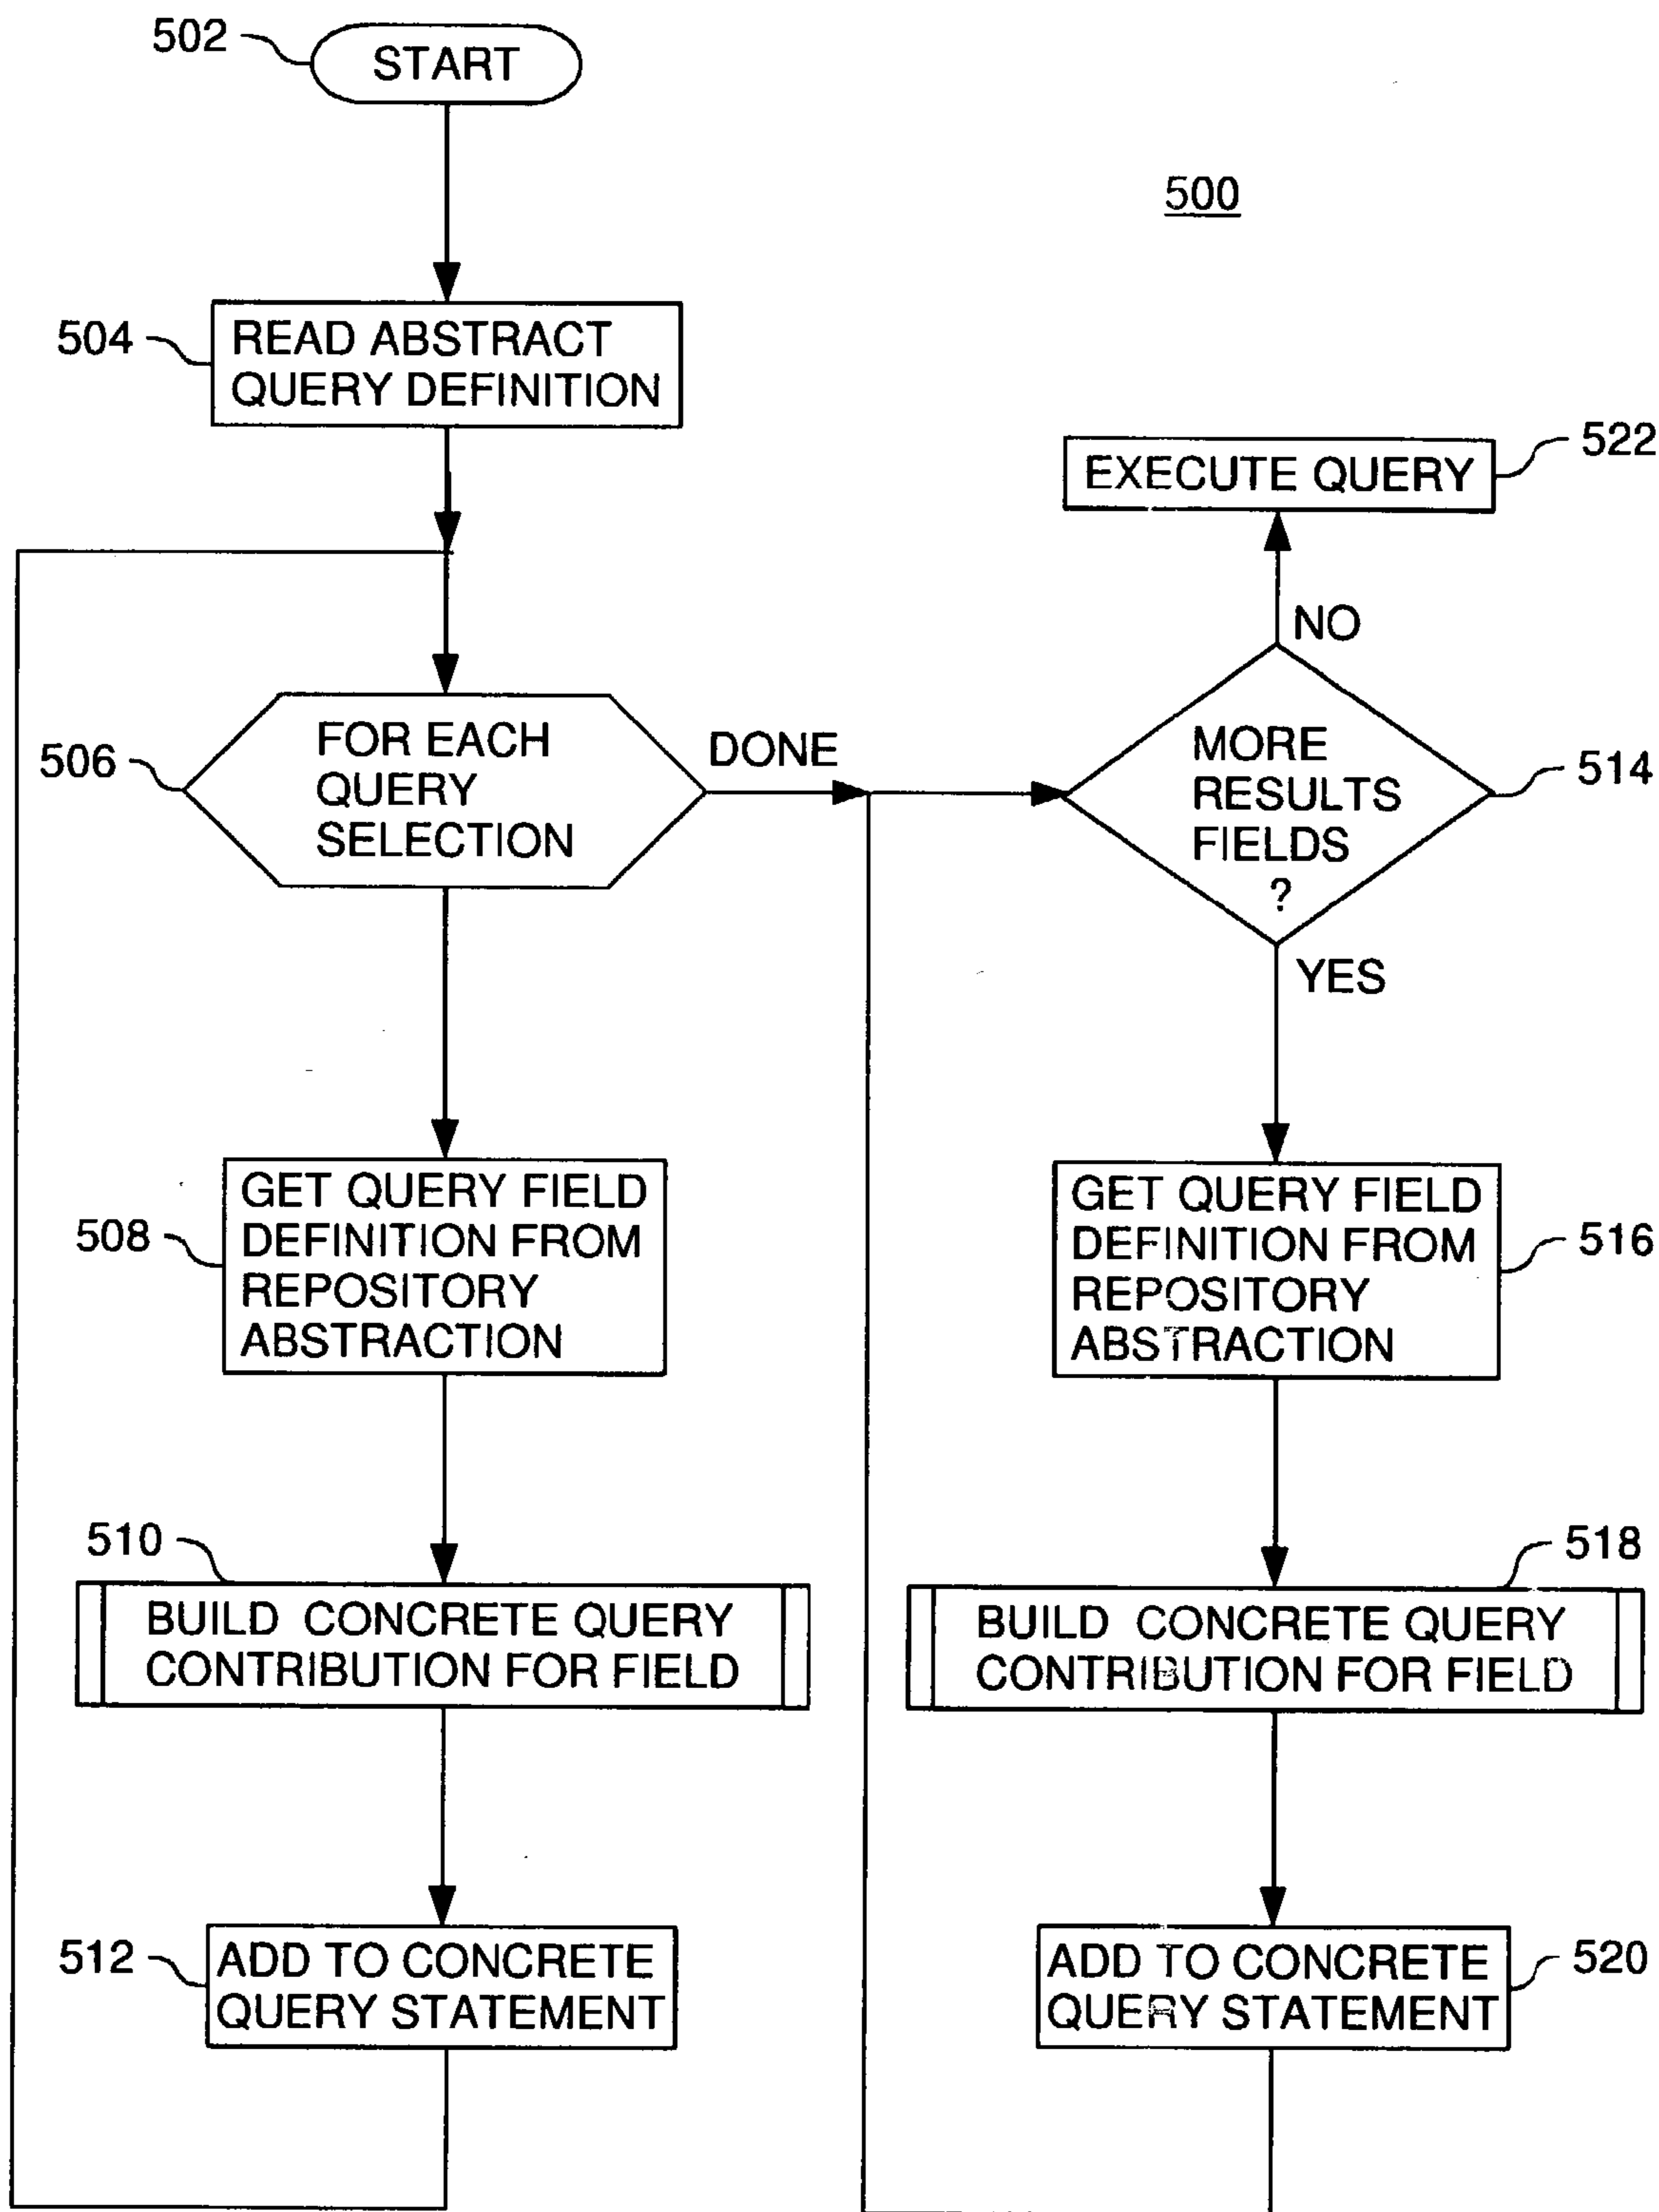 502
START
500
504
READ ABSTRACT
QUERY DEFINITION
522
EXECUTE QUERY
NO
506
FOR EACH
QUERY
SELECTION
DONE
MORE
RESULTS
FIELDS
?
514
YES
508
GET QUERY FIELD
DEFINITION FROM
REPOSITORY
ABSTRACTION
GET QUERY FIELD
DEFINITION FROM
REPOSITORY
ABSTRACTION
516
510
BUILD CONCRETE QUERY
CONTRIBUTION FOR FIELD
518
BUILD CONCRETE QUERY
CONTRIBUTION FOR FIELD
512
ADD TO CONCRETE
QUERY STATEMENT
ADD TO CONCRETE
QUERY STATEMENT
520